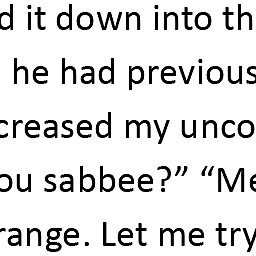 d it down into th
he had previous
creased my unco
ou sabbee?” “Me
range. Let me try